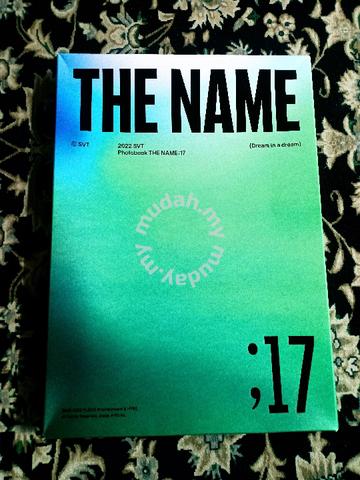 THE NAME
© SVT
2022 SVT
Photobook THE NAME;17
(Dream in a dream)
mudah.my mudah.my
;17